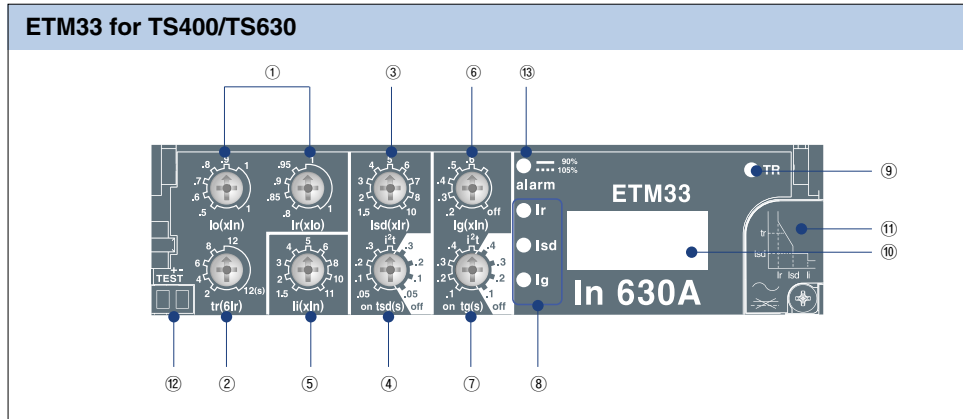 ETM33 for TS400/TS630
① ③ ⑥ ⑬
.5 .6 .7 .8 .9 1 1
Io(xIn)
.8 .85 .9 .95 1 1
Ir(xIo)
1.5 2 3 4 5 6 7 8 10
Isd(xIr)
.2 .3 .4 .5 .6 off
Ig(xIn)
90%
105%
alarm
Ir
Isd
Ig
ETM33
In 630A
TR
⑨
tr
tsd
Ir Isd Ii
⑪
⑩
+-
TEST
2 4 6 8 12 12(s)
tr(6Ir)
1.5 2 3 4 5 6 8 10 11
Ii(xIn)
i²t
.05 .1 .2 .3 .3 .2 .1 .05
on tsd(s) off
i²t
.1 .2 .3 .4 .4 .3 .2 .1
on tg(s) off
⑫ ② ⑤ ④ ⑦ ⑧